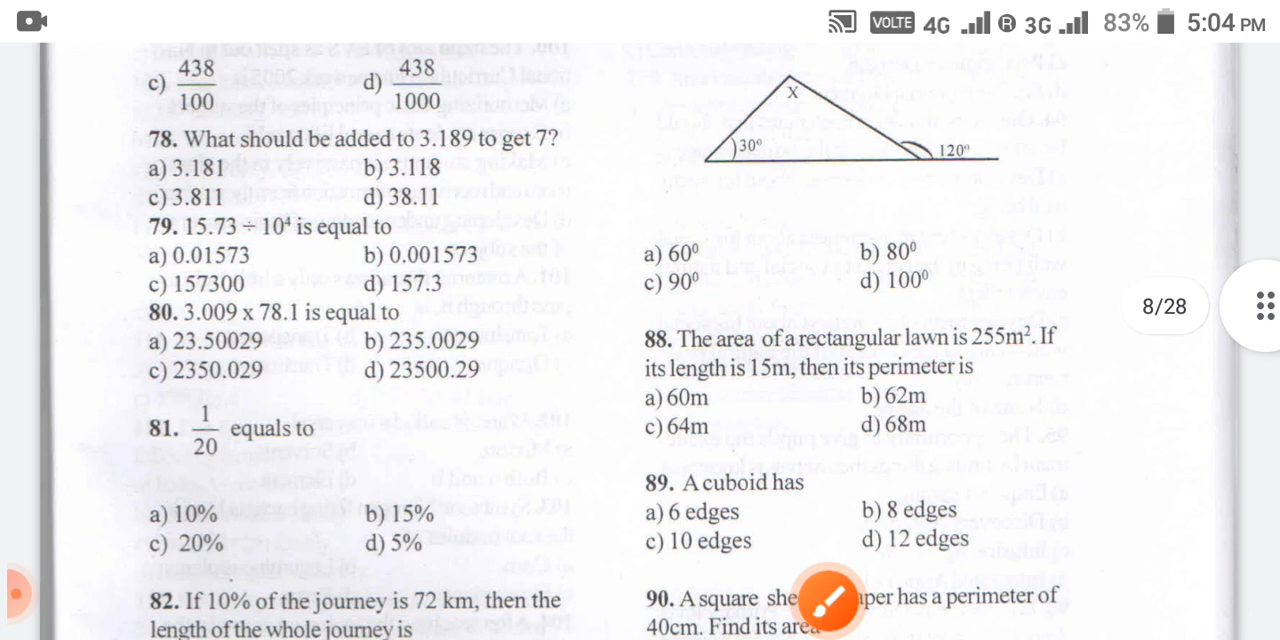 VOLTE 4G R 3G 83% 5:04 PM
c) 438/100 d) 438/1000
78. What should be added to 3.189 to get 7?
a) 3.181 b) 3.118
c) 3.811 d) 38.11
79. 15.73 ÷ 10⁴ is equal to
a) 0.01573 b) 0.001573
c) 157300 d) 157.3
80. 3.009 x 78.1 is equal to
a) 23.50029 b) 235.0029
c) 2350.029 d) 23500.29
81. 1/20 equals to
a) 10% b) 15%
c) 20% d) 5%
82. If 10% of the journey is 72 km, then the
length of the whole journey is
X
30⁰ 120⁰
a) 60⁰ b) 80⁰
c) 90⁰ d) 100⁰
88. The area of a rectangular lawn is 255m². If
its length is 15m, then its perimeter is
a) 60m b) 62m
c) 64m d) 68m
89. A cuboid has
a) 6 edges b) 8 edges
c) 10 edges d) 12 edges
90. A square has a perimeter of
40cm. Find its area
8/28